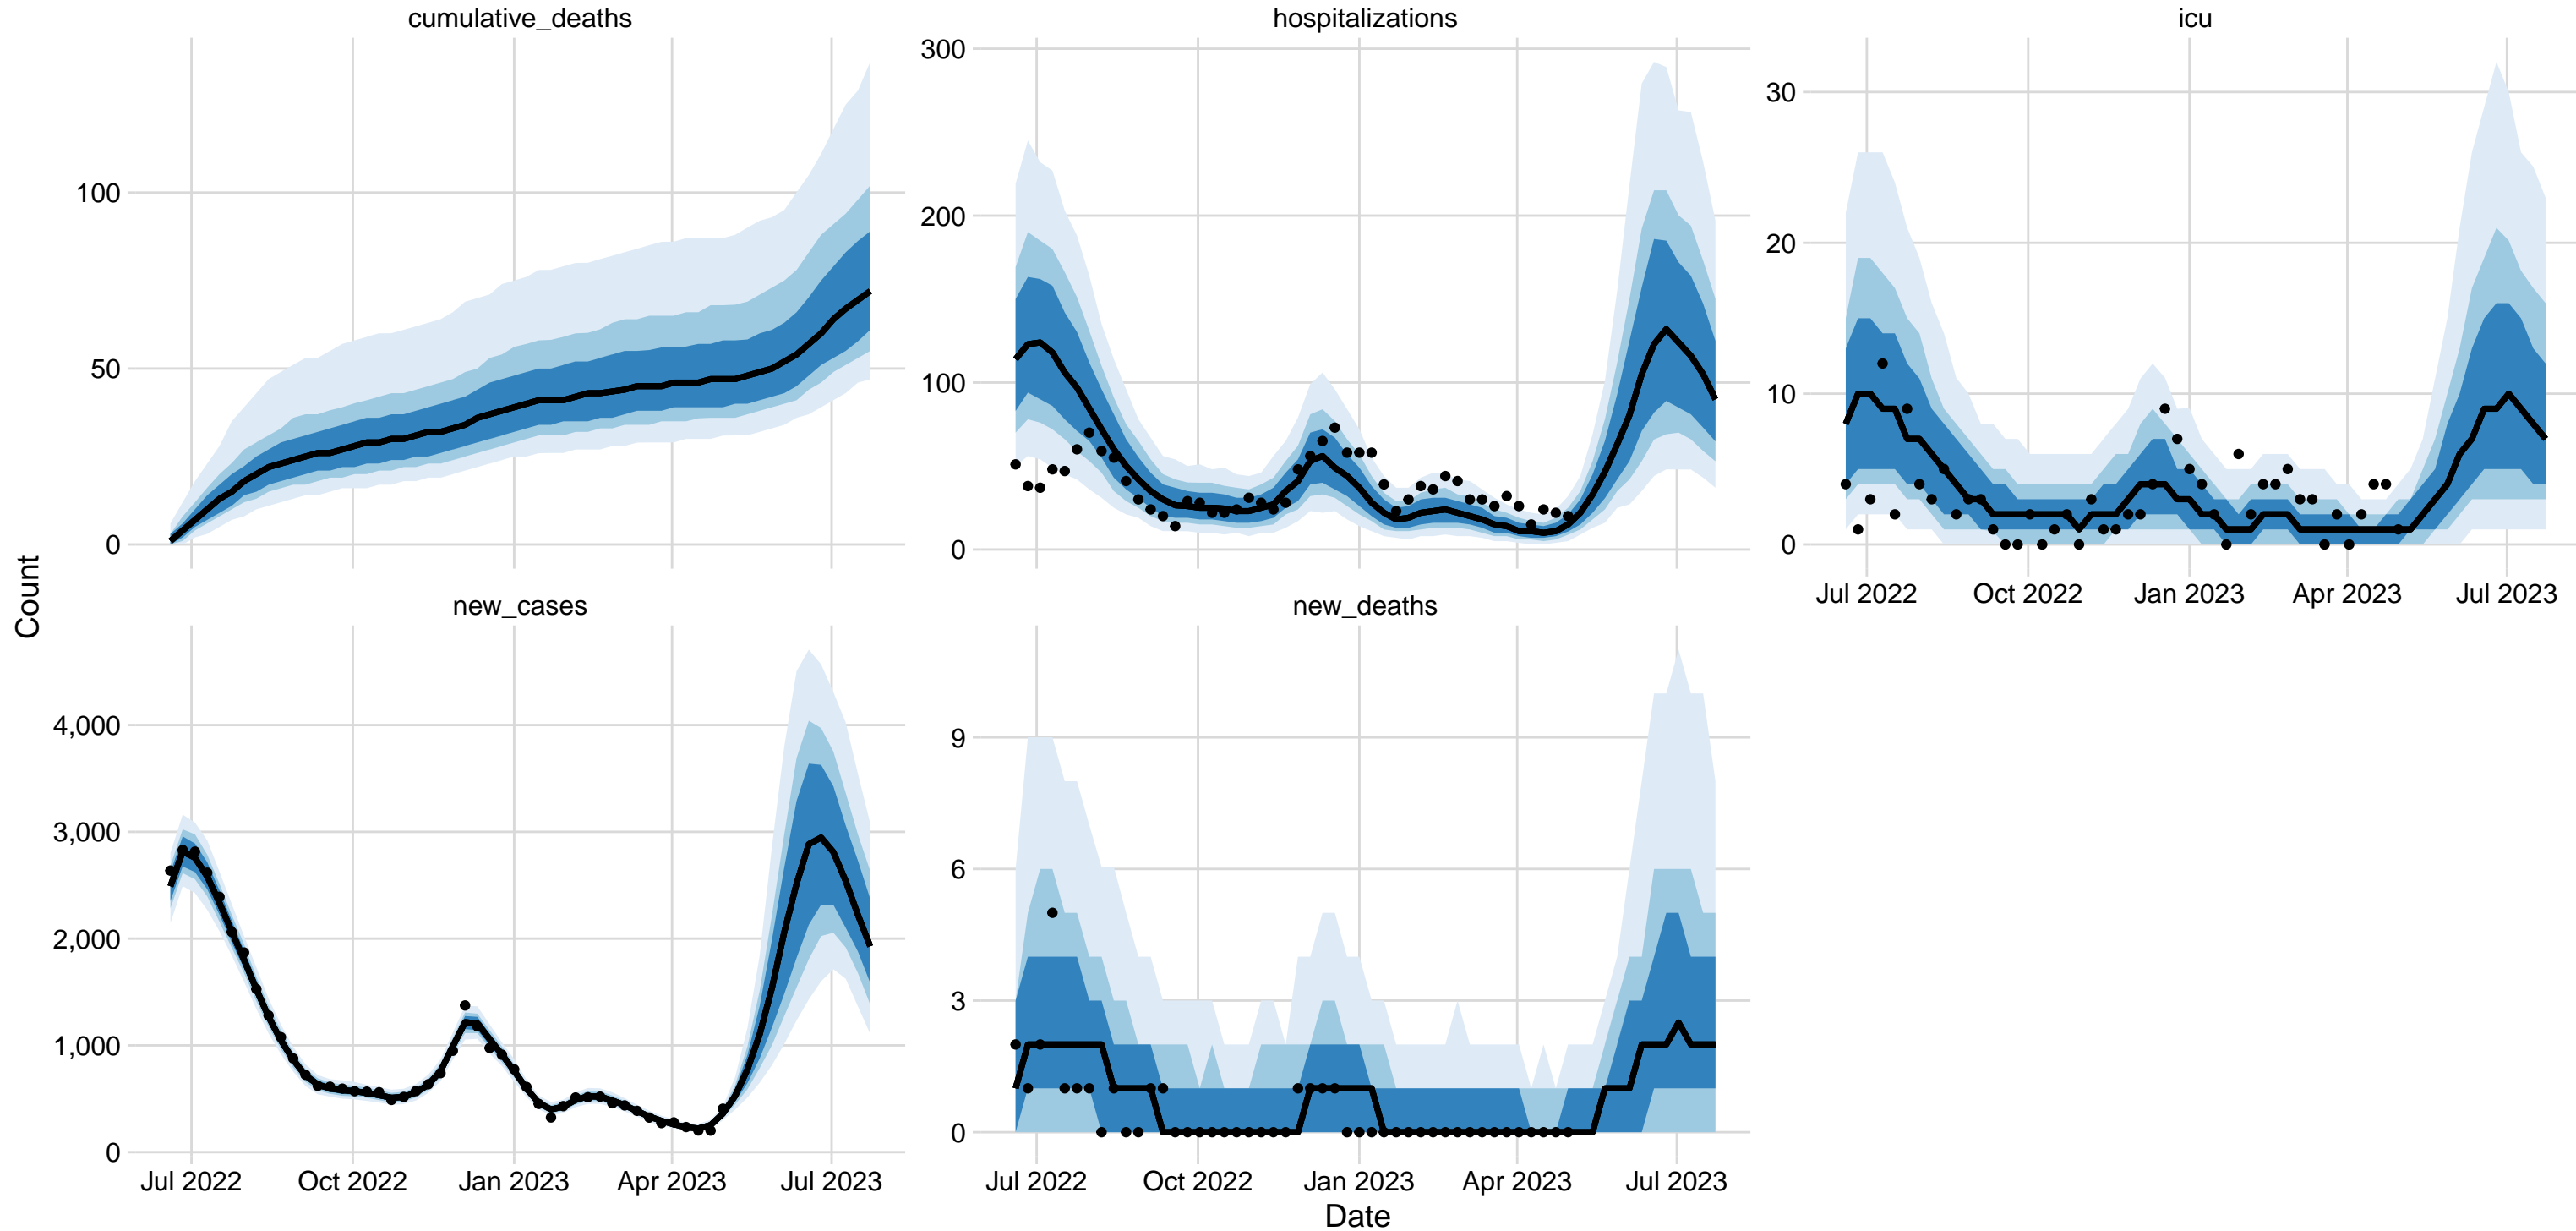 cumulative_deaths
hospitalizations
icu
100
50
0
300
200
100
0
30
20
10
0
Jul 2022
Oct 2022
Jan 2023
Apr 2023
Jul 2023
new_cases
new_deaths
4,000
3,000
2,000
1,000
0
9
6
3
0
Jul 2022
Oct 2022
Jan 2023
Apr 2023
Jul 2023
Jul 2022
Oct 2022
Jan 2023
Apr 2023
Jul 2023
Count
Date